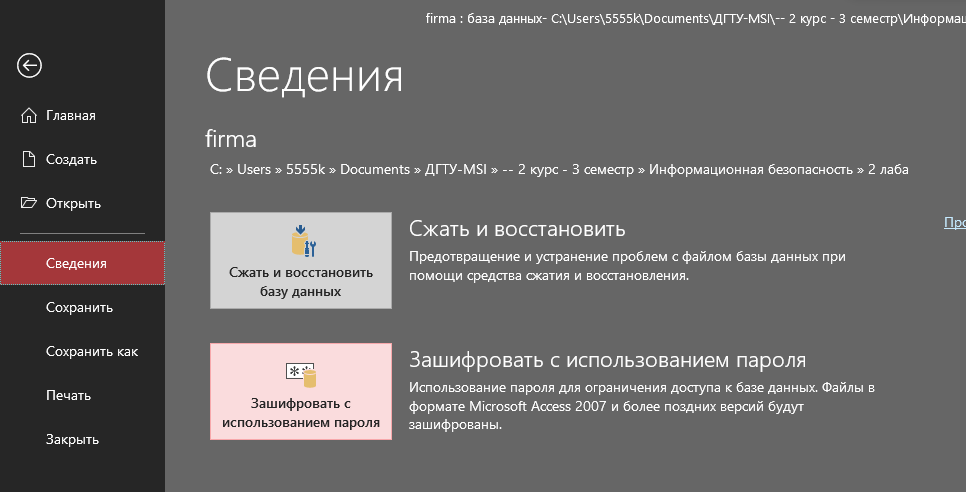 firma : база данных- C:\Users\5555k\Documents\ДГТУ-MSI\-- 2 курс - 3 семестр\Информац
Сведения
firma
C: » Users » 5555k » Documents » ДГТУ-MSI » -- 2 курс - 3 семестр » Информационная безопасность » 2 лаба
Главная
Создать
Открыть
Сведения
Сохранить
Сохранить как
Печать
Закрыть
Сжать и восстановить
базу данных
Сжать и восстановить
Предотвращение и устранение проблем с файлом базы данных при
помощи средства сжатия и восстановления.
Про
Зашифровать с
использованием пароля
Зашифровать с использованием пароля
Использование пароля для ограничения доступа к базе данных. Файлы в
формате Microsoft Access 2007 и более поздних версий будут
зашифрованы.